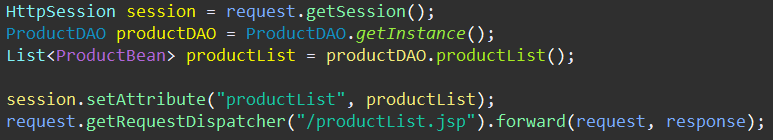 HttpSession session = request.getSession();
ProductDAO productDAO = ProductDAO.getInstance();
List<ProductBean> productList = productDAO.productList();
session.setAttribute("productList", productList);
request.getRequestDispatcher("/productList.jsp").forward(request, response);